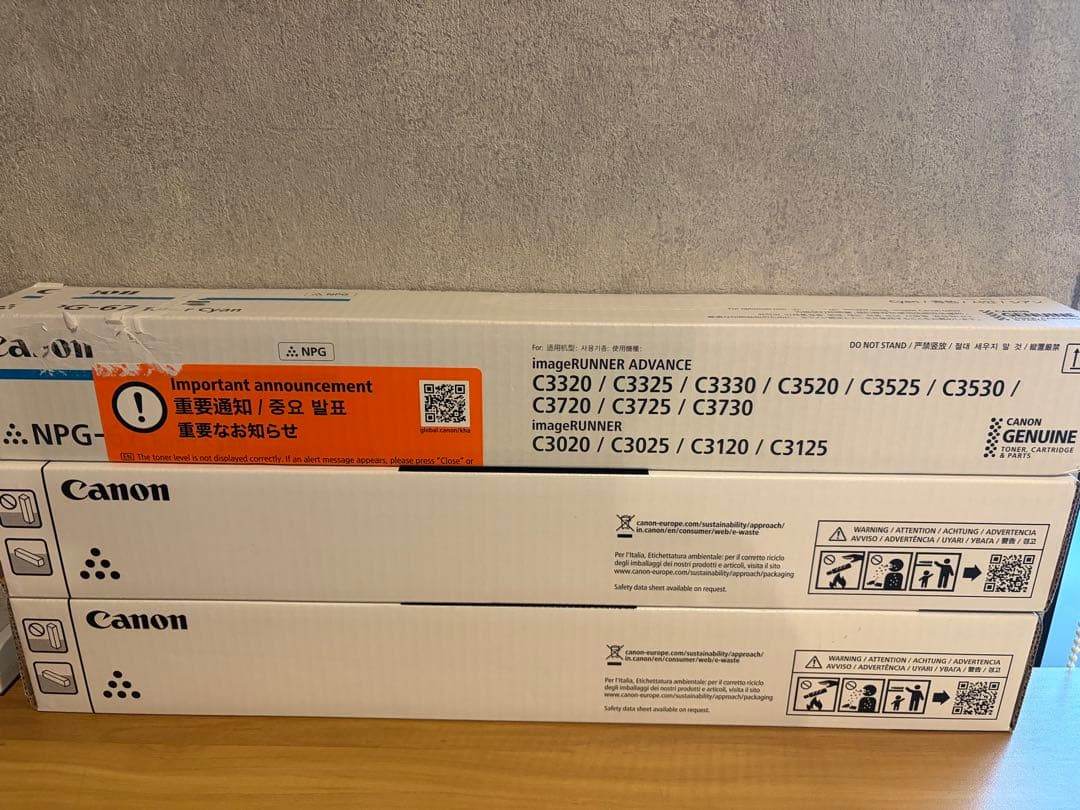 NPG
Canon
NPG-
Important announcement
重要通知 / 중요 발표
重要なお知らせ
global.canon/kha
EN The toner level is not displayed correctly. If an alert message appears, please press "Close" or
For: 适用机型: 사용기종: 使用機種:
imageRUNNER ADVANCE
C3320 / C3325 / C3330 / C3520 / C3525 / C3530 /
C3720 / C3725 / C3730
imageRUNNER
C3020 / C3025 / C3120 / C3125
DO NOT STAND / 严禁竖放 / 절대 세우지 말 것 / 縦置厳禁
CANON
GENUINE
TONER, CARTRIDGE
& PARTS
Canon
canon-europe.com/sustainability/approach/
in.canon/en/consumer/web/e-waste
Per l'Italia, Etichettatura ambientale: per il corretto riciclo
degli imballaggi dei nostri prodotti e articoli, visita il sito
www.canon-europe.com/sustainability/approach/packaging
Safety data sheet available on request.
WARNING / ATTENTION / ACHTUNG / ADVERTENCIA
AVVISO / ADVERTÊNCIA / UYARI / УВАГА / 警告 / 경고
Canon
canon-europe.com/sustainability/approach/
in.canon/en/consumer/web/e-waste
Per l'Italia, Etichettatura ambientale: per il corretto riciclo
degli imballaggi dei nostri prodotti e articoli, visita il sito
www.canon-europe.com/sustainability/approach/packaging
Safety data sheet available on request.
WARNING / ATTENTION / ACHTUNG / ADVERTENCIA
AVVISO / ADVERTÊNCIA / UYARI / УВАГА / 警告 / 경고